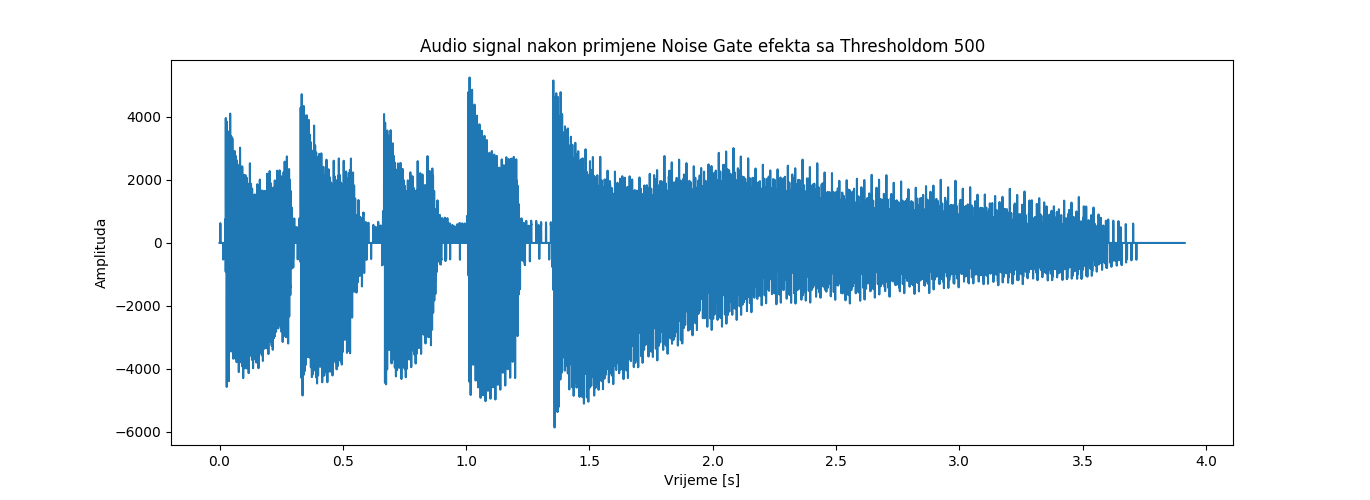 Audio signal nakon primjene Noise Gate efekta sa Thresholdom 500
Amplituda
4000
2000
0
−2000
−4000
−6000
0.0 0.5 1.0 1.5 2.0 2.5 3.0 3.5 4.0
Vrijeme [s]